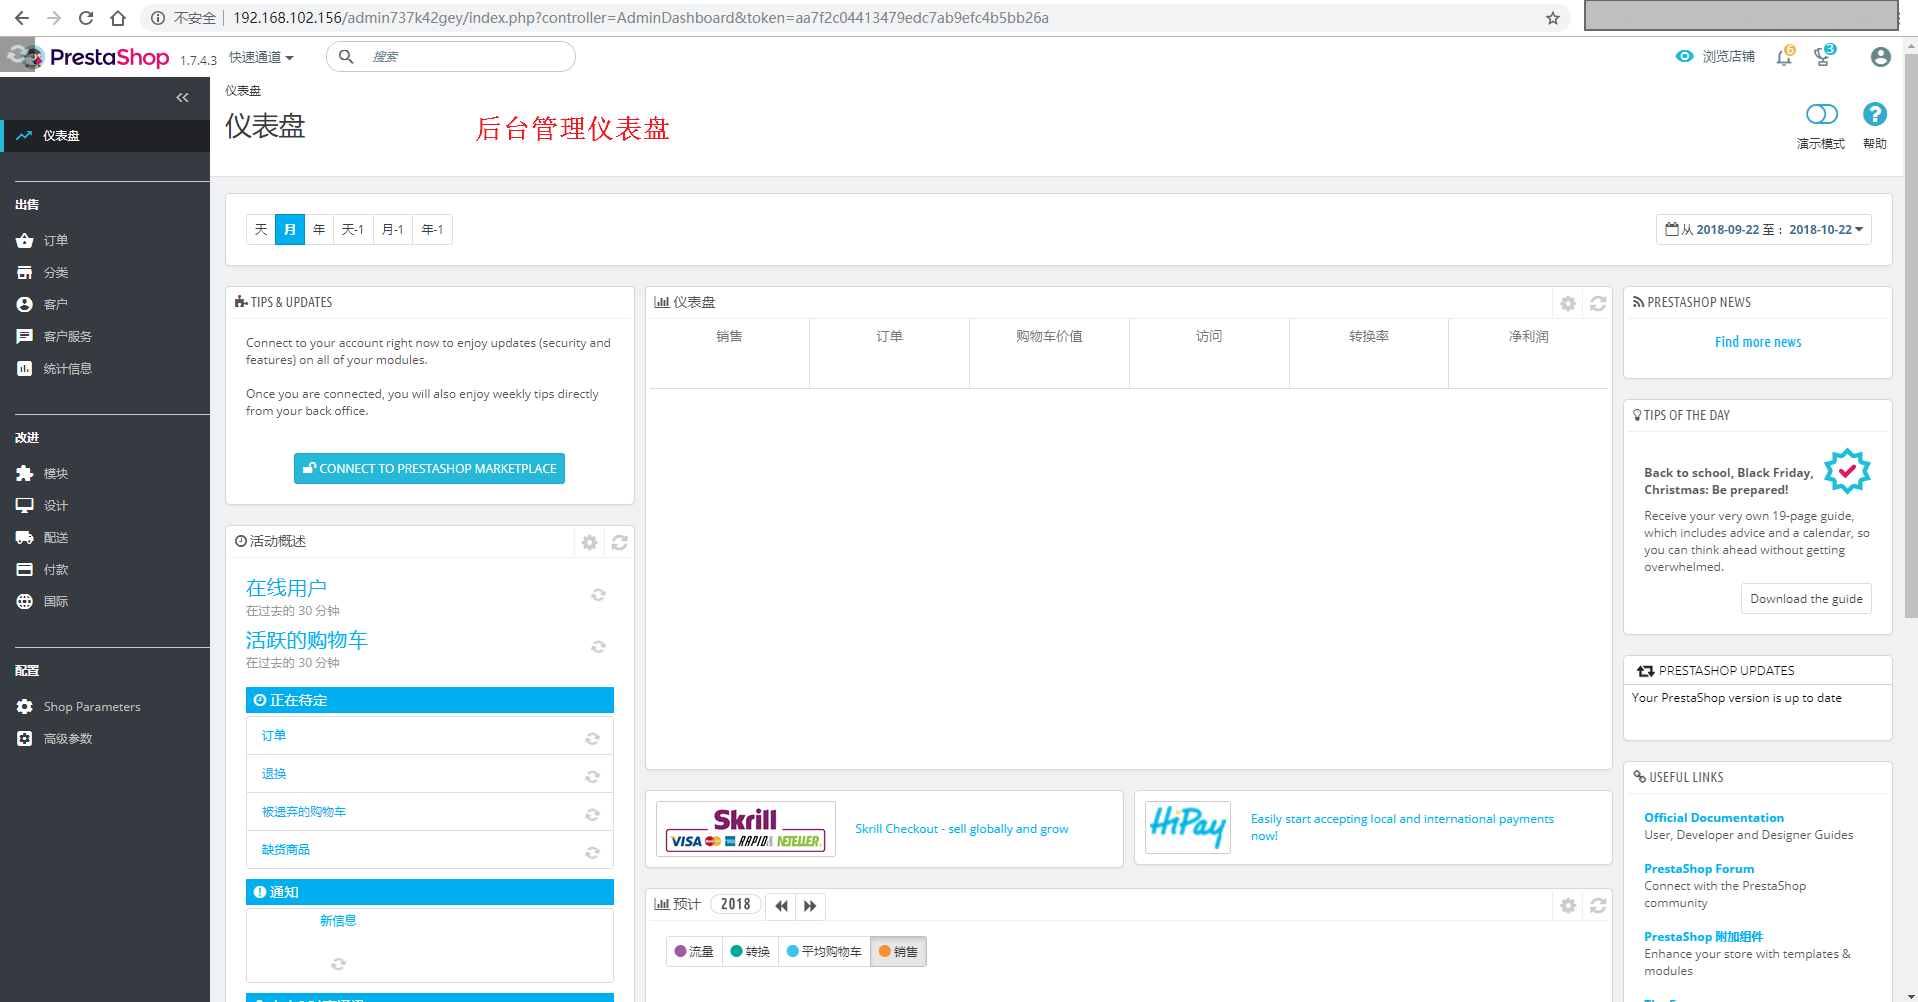 不安全 192.168.102.156/admin737k42gey/index.php?controller=AdminDashboard&token=aa7f2c04413479edc7ab9efc4b5bb26a
PrestaShop 1.7.4.3 快速通道 搜索 浏览店铺 6 3
仪表盘
仪表盘
仪表盘
后台管理仪表盘
演示模式 帮助
出售
订单
分类
客户
客户服务
统计信息
改进
模块
设计
配送
付款
国际
配置
Shop Parameters
高级参数
天 月 年 天-1 月-1 年-1
从 2018-09-22 至： 2018-10-22
TIPS & UPDATES
Connect to your account right now to enjoy updates (security and
features) on all of your modules.
Once you are connected, you will also enjoy weekly tips directly
from your back office.
CONNECT TO PRESTASHOP MARKETPLACE
活动概述
在线用户
在过去的 30 分钟
活跃的购物车
在过去的 30 分钟
正在待定
订单
退换
被遗弃的购物车
缺货商品
通知
新信息
仪表盘
销售 订单 购物车价值 访问 转换率 净利润
Skrill
VISA RAPID NETELLER
Skrill Checkout - sell globally and grow
HiPay
Easily start accepting local and international payments
now!
预计 2018
流量 转换 平均购物车 销售
PRESTASHOP NEWS
Find more news
TIPS OF THE DAY
Back to school, Black Friday,
Christmas: Be prepared!
Receive your very own 19-page guide,
which includes advice and a calendar, so
you can think ahead without getting
overwhelmed.
Download the guide
PRESTASHOP UPDATES
Your PrestaShop version is up to date
USEFUL LINKS
Official Documentation
User, Developer and Designer Guides
PrestaShop Forum
Connect with the PrestaShop
community
PrestaShop 附加组件
Enhance your store with templates &
modules